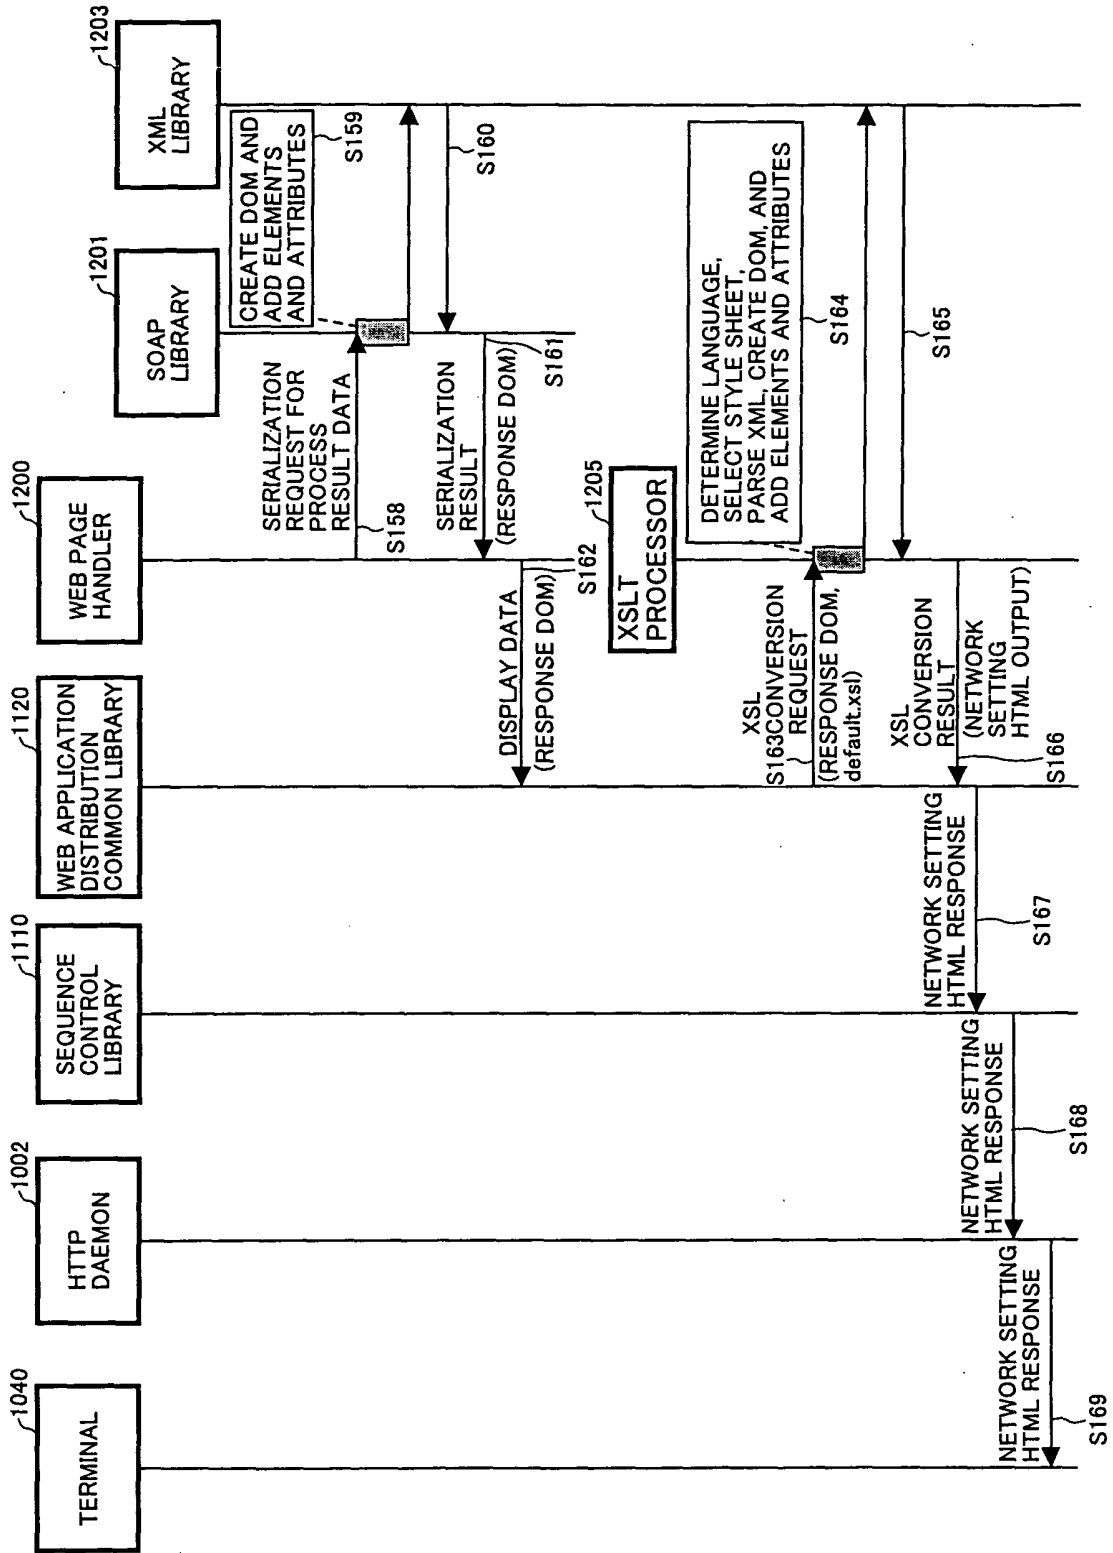 1040
TERMINAL
1002
HTTP
DAEMON
1110
SEQUENCE
CONTROL
LIBRARY
1120
WEB APPLICATION
DISTRIBUTION
COMMON LIBRARY
1200
WEB PAGE
HANDLER
1201
SOAP
LIBRARY
1203
XML
LIBRARY
SERIALIZATION
REQUEST FOR
PROCESS
RESULT DATA
S158
CREATE DOM AND
ADD ELEMENTS
AND ATTRIBUTES
S159
S160
SERIALIZATION
RESULT
(RESPONSE DOM)
S161
DISPLAY DATA
(RESPONSE DOM)
S162
1205
XSLT
PROCESSOR
XSL
S163CONVERSION
REQUEST
(RESPONSE DOM,
default.xsl)
DETERMINE LANGUAGE,
SELECT STYLE SHEET,
PARSE XML, CREATE DOM, AND
ADD ELEMENTS AND ATTRIBUTES
S164
S165
XSL
CONVERSION
RESULT
(NETWORK
SETTING
HTML OUTPUT)
S166
NETWORK SETTING
HTML RESPONSE
S167
NETWORK SETTING
HTML RESPONSE
S168
NETWORK SETTING
HTML RESPONSE
S169